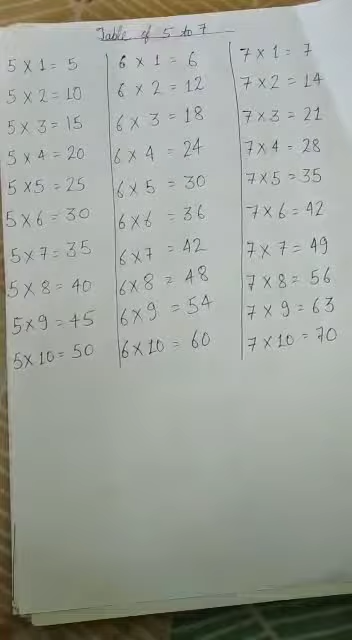 Table of 5 to 7
5 × 1 = 5
5 × 2 = 10
5 × 3 = 15
5 × 4 = 20
5 × 5 = 25
5 × 6 = 30
5 × 7 = 35
5 × 8 = 40
5 × 9 = 45
5 × 10 = 50
6 × 1 = 6
6 × 2 = 12
6 × 3 = 18
6 × 4 = 24
6 × 5 = 30
6 × 6 = 36
6 × 7 = 42
6 × 8 = 48
6 × 9 = 54
6 × 10 = 60
7 × 1 = 7
7 × 2 = 14
7 × 3 = 21
7 × 4 = 28
7 × 5 = 35
7 × 6 = 42
7 × 7 = 49
7 × 8 = 56
7 × 9 = 63
7 × 10 = 70